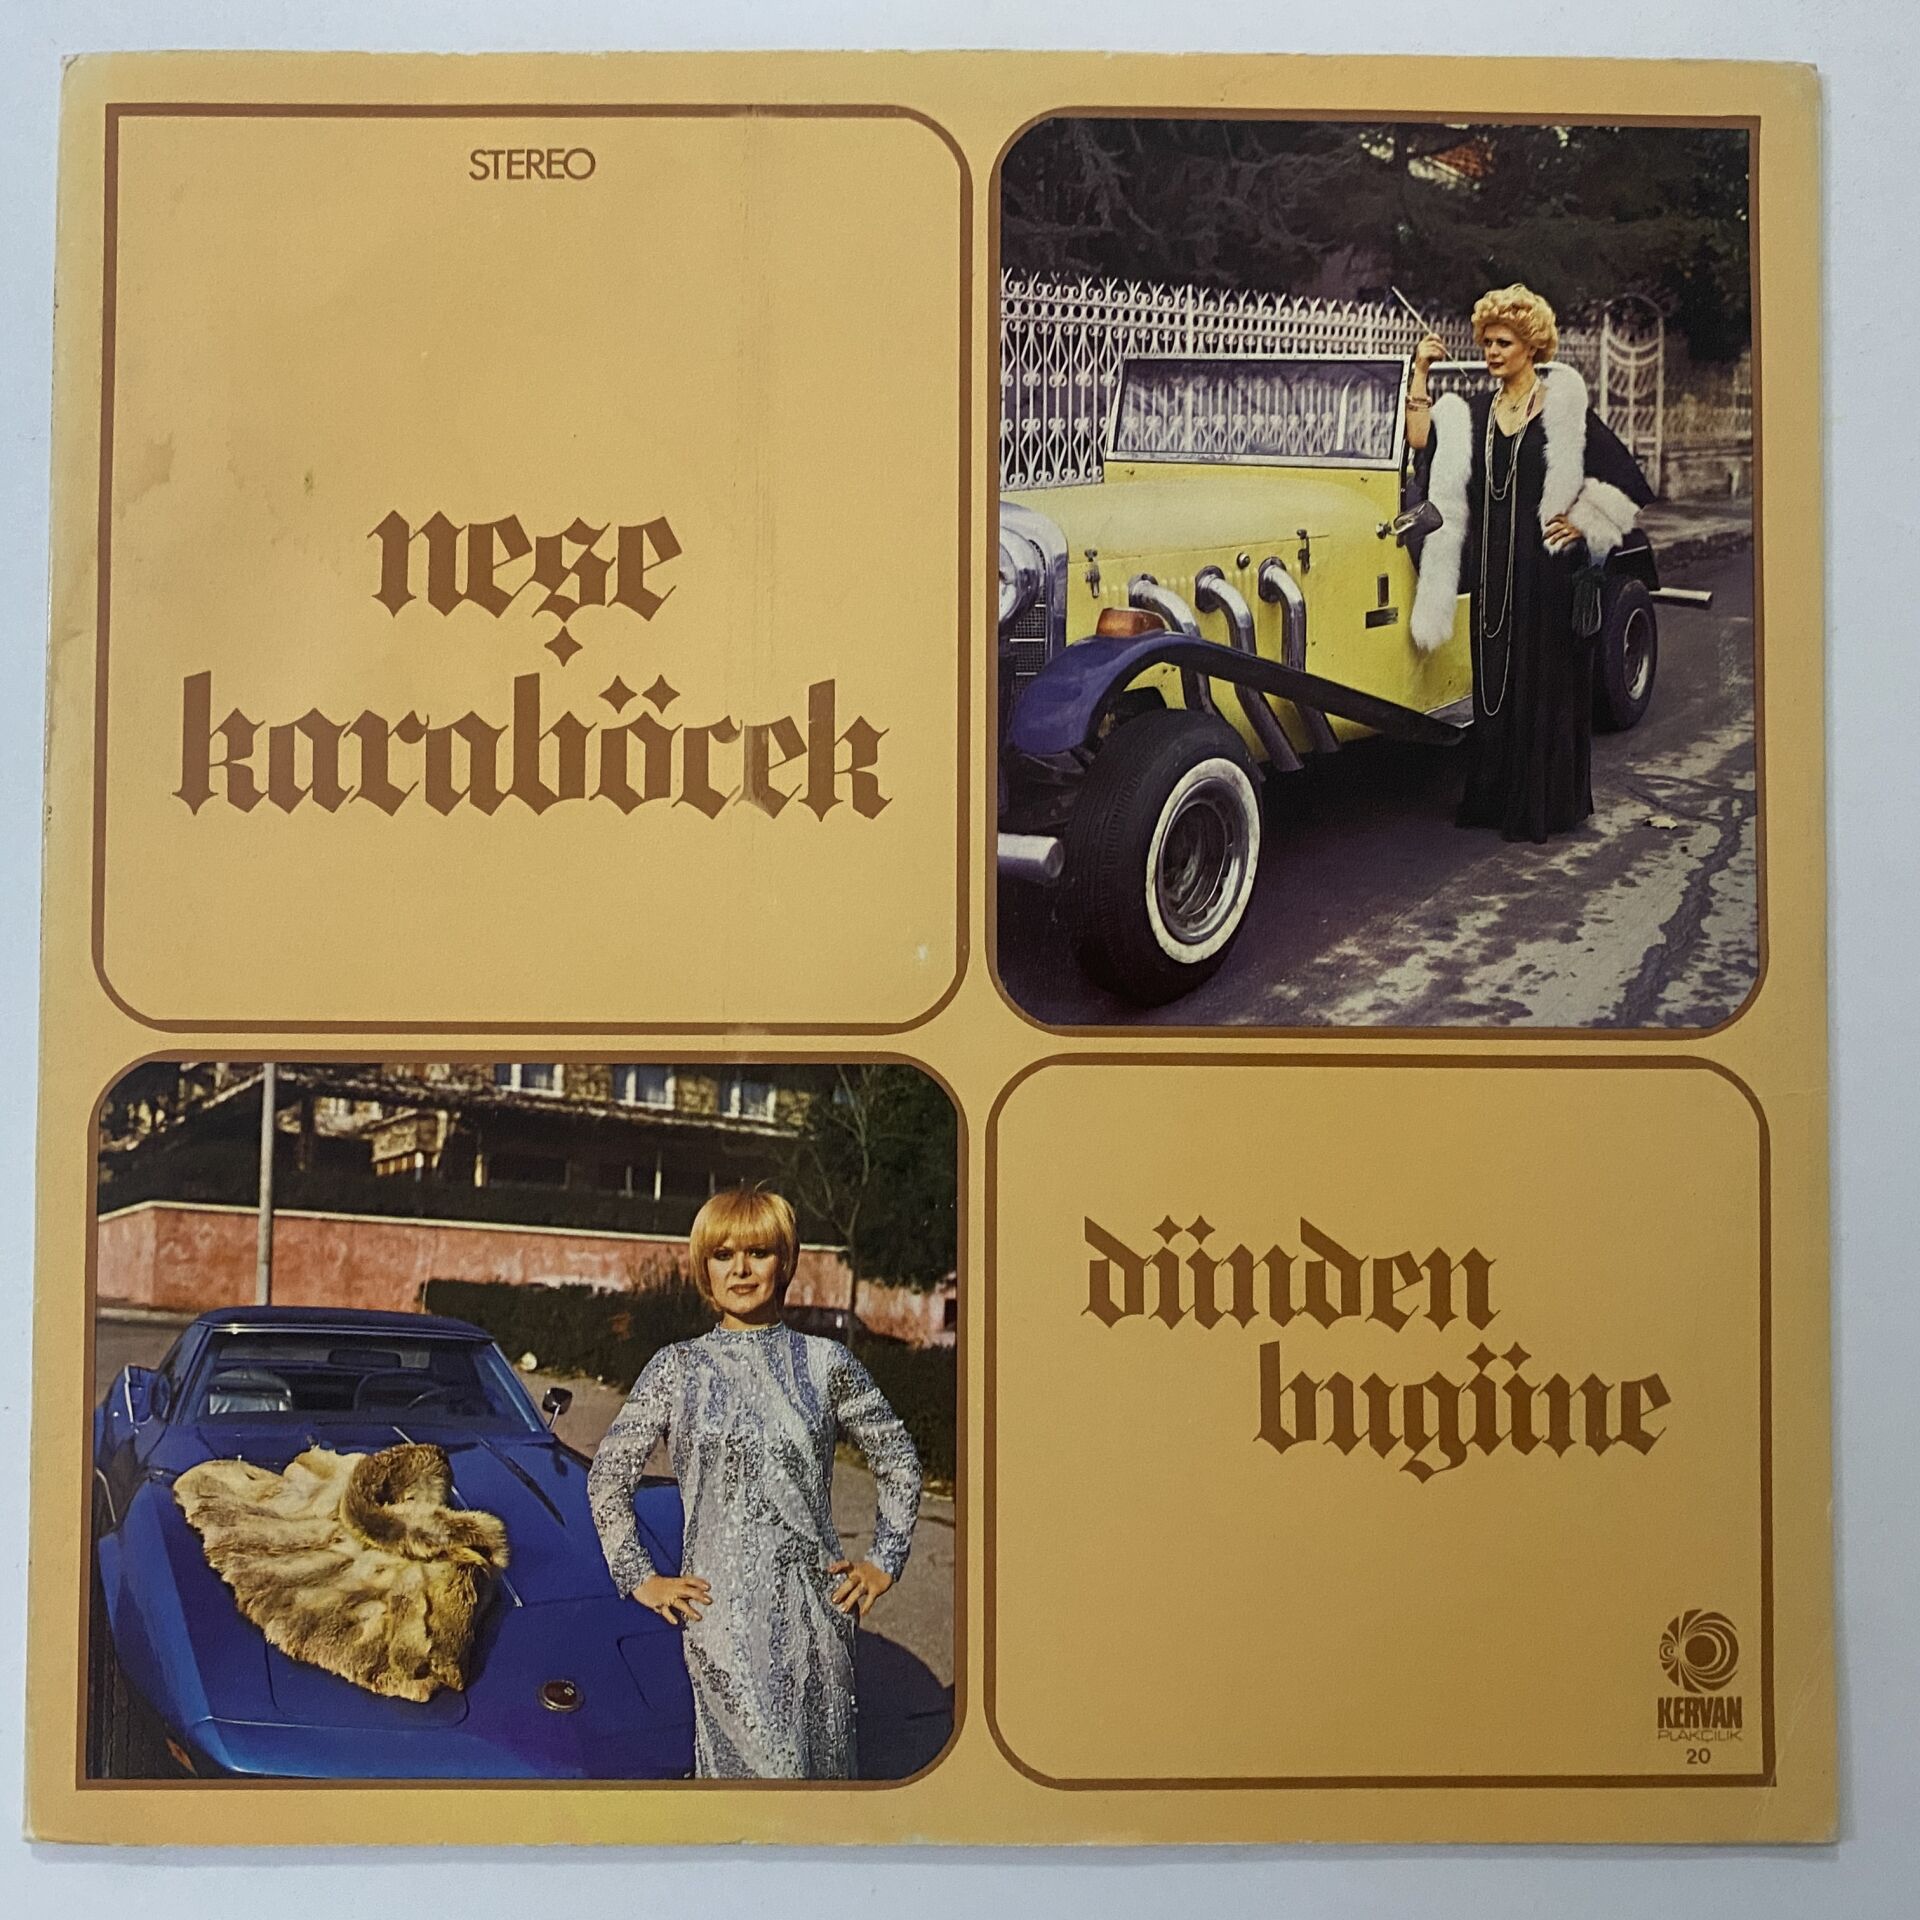 STEREO
neşe
karaböcek
dünden
bugüne
KERVAN
PLAKÇILIK
20